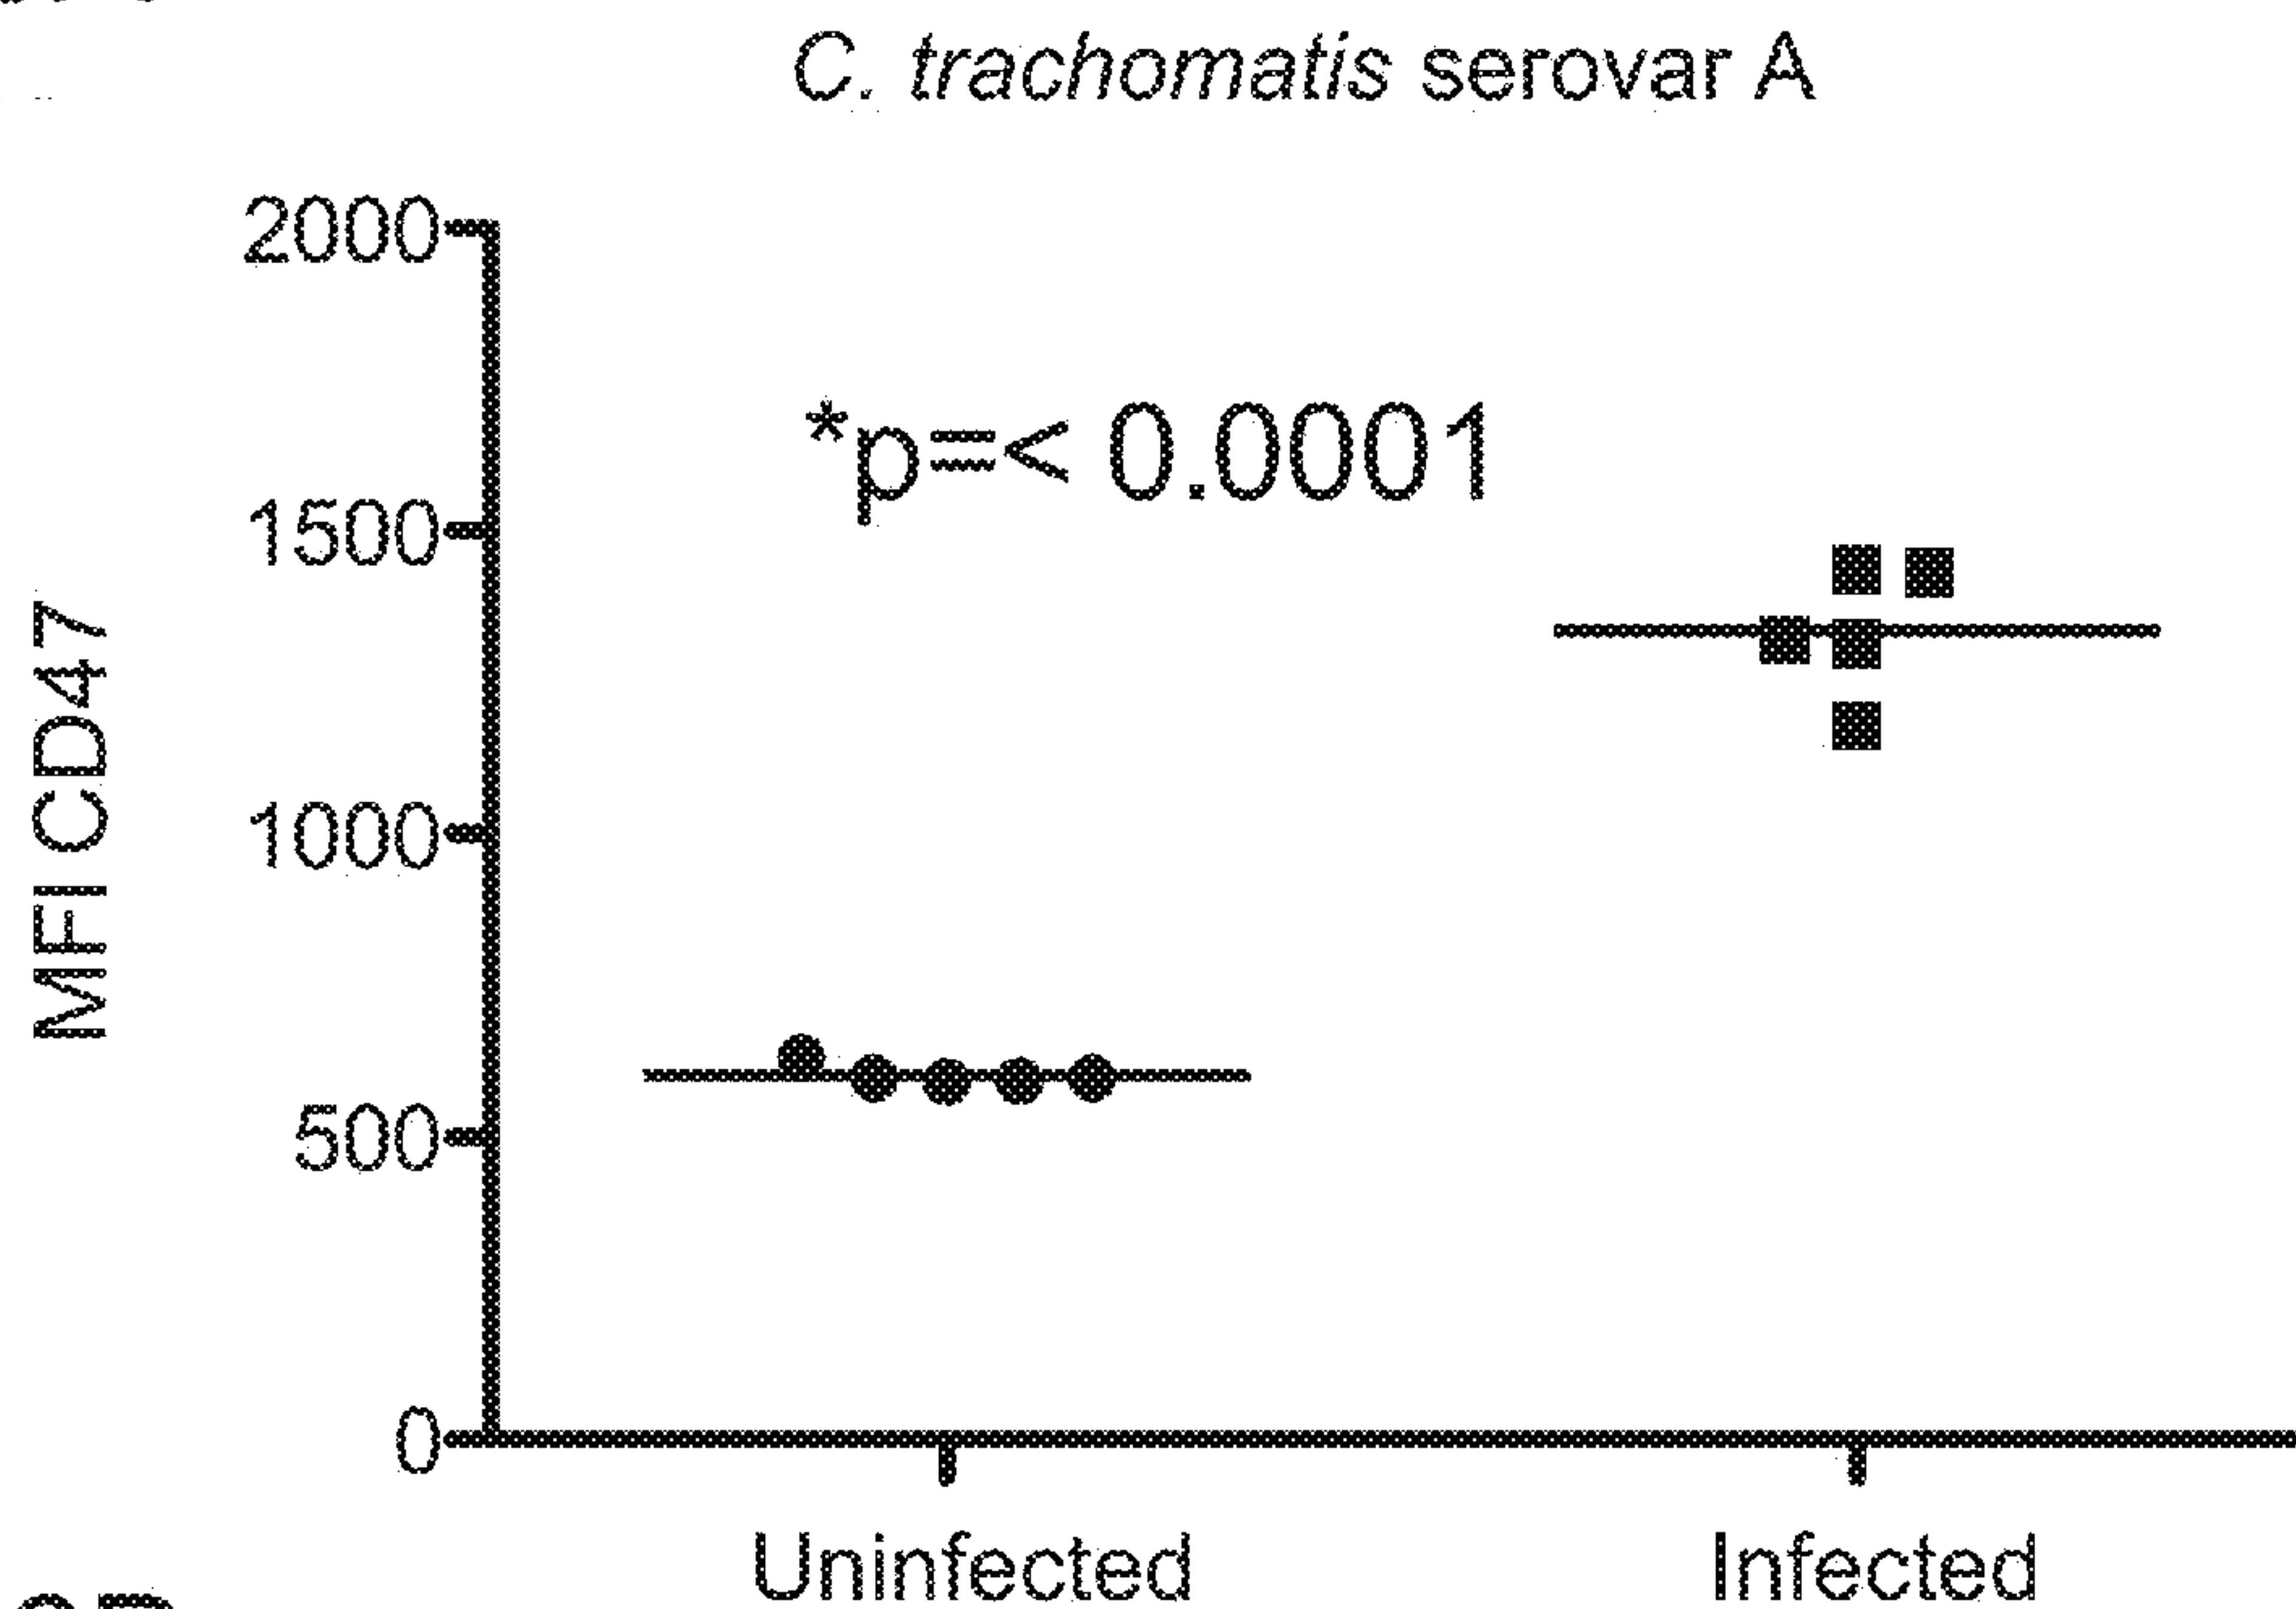 C. trachomatis serovar A
2000
*p=< 0.0001
1500
MFI CD47
1000
500
0
Uninfected Infected